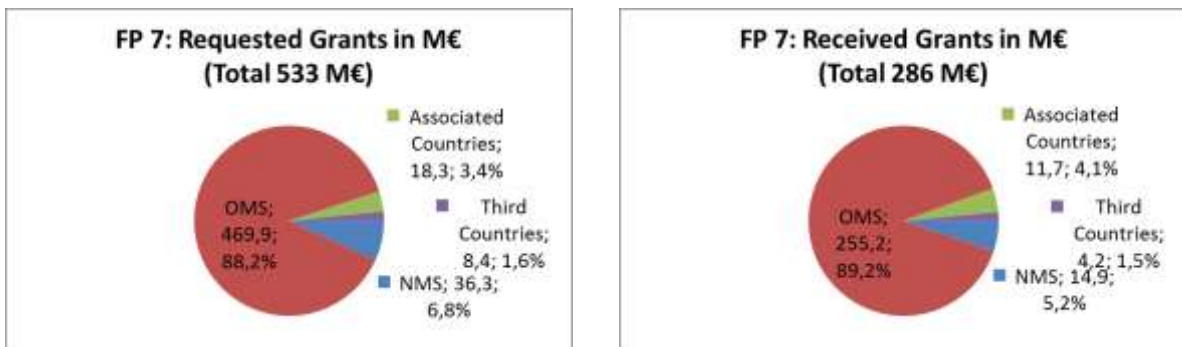 FP 7: Requested Grants in M€
(Total 533 M€)
Associated
Countries;
18,3; 3,4%
OMS;
469,9;
88,2%
Third
Countries;
8,4; 1,6%
NMS; 36,3;
6,8%
FP 7: Received Grants in M€
(Total 286 M€)
Associated
Countries;
11,7; 4,1%
OMS;
255,2;
89,2%
Third
Countries;
4,2; 1,5%
NMS; 14,9;
5,2%